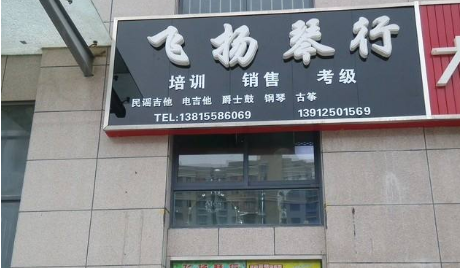 飞扬琴行
培训 销售 考级
民谣吉他 电吉他 爵士鼓 钢琴 古筝
TEL:13815586069 13912501569